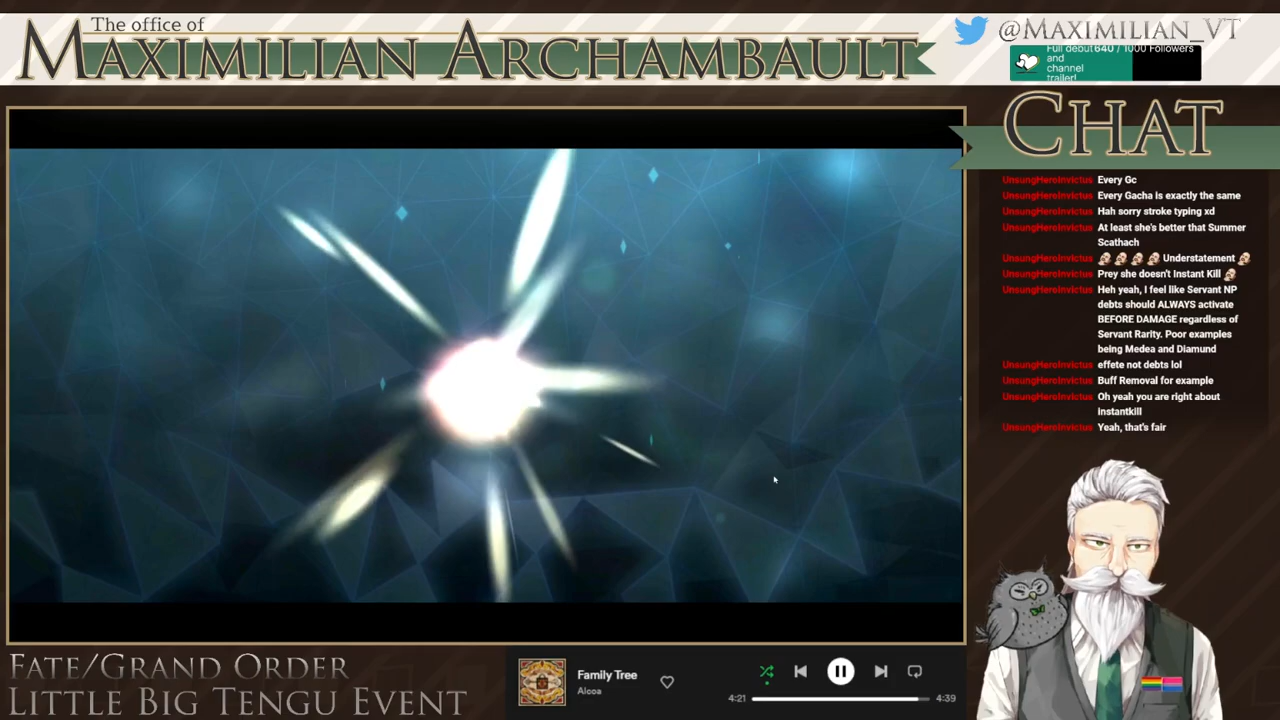 The office of
Maximilian Archambault
@Maximilian_VT
Full debut 640 / 1000 Followers
and
channel
trailer!
Chat
UnsungHeroInvictus Every Gc
UnsungHeroInvictus Every Gacha is exactly the same
UnsungHeroInvictus Hah sorry stroke typing xd
UnsungHeroInvictus At least she's better that Summer
Scathach
UnsungHeroInvictus Understatement
UnsungHeroInvictus Prey she doesn't Instant Kill
UnsungHeroInvictus Heh yeah, I feel like Servant NP
debts should ALWAYS activate
BEFORE DAMAGE regardless of
Servant Rarity. Poor examples
being Medea and Diamund
UnsungHeroInvictus effete not debts lol
UnsungHeroInvictus Buff Removal for example
UnsungHeroInvictus Oh yeah you are right about
instantkill
UnsungHeroInvictus Yeah, that's fair
Fate/Grand Order
Little Big Tengu Event
Family Tree
Alcoa
4:21
4:39